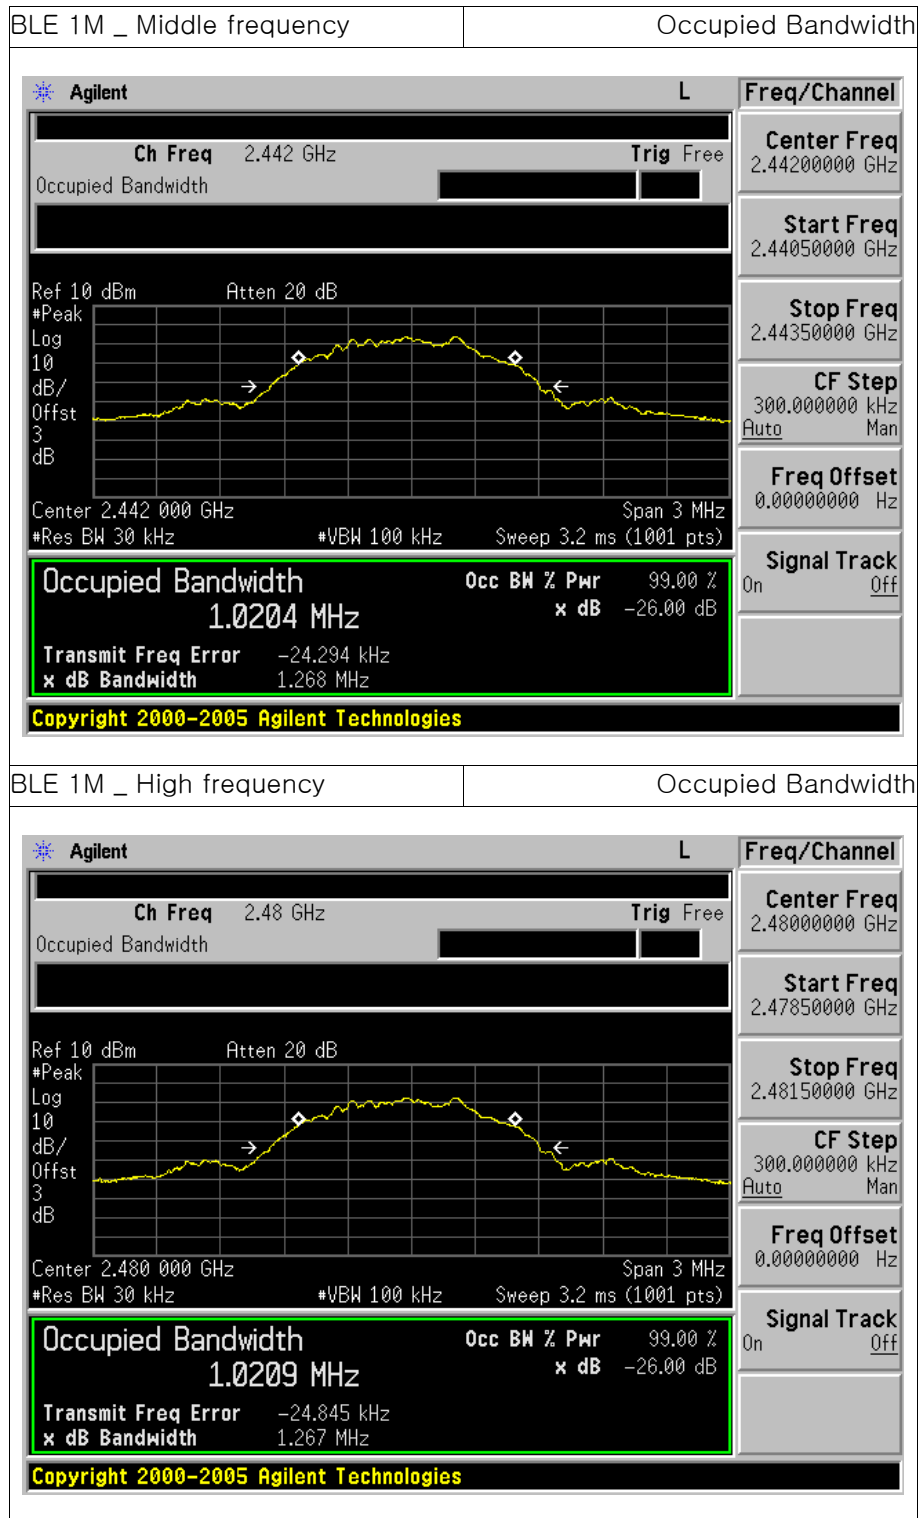 BLE 1M _ Middle frequency Occupied Bandwidth
Agilent L Freq/Channel
Ch Freq 2.442 GHz Trig Free
Occupied Bandwidth
Center Freq
2.44200000 GHz
Start Freq
2.44050000 GHz
Stop Freq
2.44350000 GHz
CF Step
300.000000 kHz
Auto Man
Freq Offset
0.00000000 Hz
Signal Track
On Off
Ref 10 dBm Atten 20 dB
#Peak
Log
10
dB/
Offst
3
dB
Center 2.442 000 GHz Span 3 MHz
#Res BW 30 kHz #VBW 100 kHz Sweep 3.2 ms (1001 pts)
Occupied Bandwidth Occ BW % Pwr 99.00 %
1.0204 MHz x dB -26.00 dB
Transmit Freq Error -24.294 kHz
x dB Bandwidth 1.268 MHz
Copyright 2000-2005 Agilent Technologies
BLE 1M _ High frequency Occupied Bandwidth
Agilent L Freq/Channel
Ch Freq 2.48 GHz Trig Free
Occupied Bandwidth
Center Freq
2.48000000 GHz
Start Freq
2.47850000 GHz
Stop Freq
2.48150000 GHz
CF Step
300.000000 kHz
Auto Man
Freq Offset
0.00000000 Hz
Signal Track
On Off
Ref 10 dBm Atten 20 dB
#Peak
Log
10
dB/
Offst
3
dB
Center 2.480 000 GHz Span 3 MHz
#Res BW 30 kHz #VBW 100 kHz Sweep 3.2 ms (1001 pts)
Occupied Bandwidth Occ BW % Pwr 99.00 %
1.0209 MHz x dB -26.00 dB
Transmit Freq Error -24.845 kHz
x dB Bandwidth 1.267 MHz
Copyright 2000-2005 Agilent Technologies